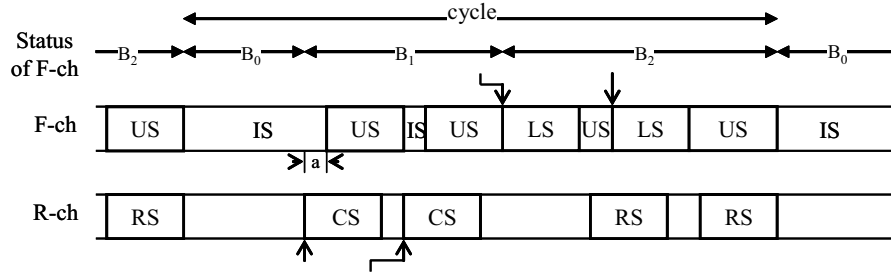 cycle
Status of F-ch
B2 B0 B1 B2 B0
F-ch US IS US IS US LS US LS US IS
a
R-ch RS CS CS RS RS